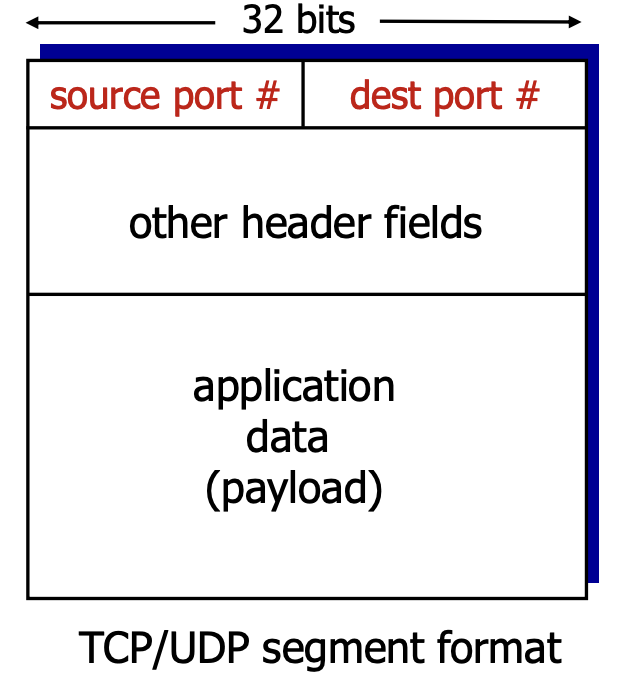 32 bits
source port # dest port #
other header fields
application
data
(payload)
TCP/UDP segment format